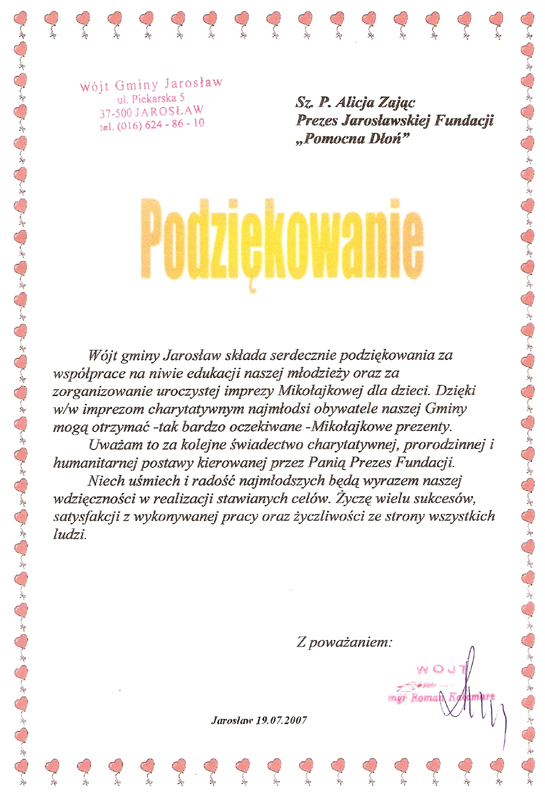 Wójt Gminy Jarosław
ul. Piekarska 5
37-500 JAROSŁAW
tel. (016) 624 - 86 - 10
Sz. P. Alicja Zając
Prezes Jarosławskiej Fundacji
„Pomocna Dłoń”
Podziękowanie
Wójt gminy Jarosław składa serdecznie podziękowania za
współprace na niwie edukacji naszej młodzieży oraz za
zorganizowanie uroczystej imprezy Mikołajkowej dla dzieci. Dzięki
w/w imprezom charytatywnym najmłodsi obywatele naszej Gminy
mogą otrzymać -tak bardzo oczekiwane -Mikołajkowe prezenty.
Uważam to za kolejne świadectwo charytatywnej, prorodzinnej i
humanitarnej postawy kierowanej przez Panią Prezes Fundacji.
Niech uśmiech i radość najmłodszych będą wyrazem naszej
wdzięczności w realizacji stawianych celów. Życzę wielu sukcesów,
satysfakcji z wykonywanej pracy oraz życzliwości ze strony wszystkich
ludzi.
Z poważaniem:
WÓJT
mgr Roman
Jarosław 19.07.2007